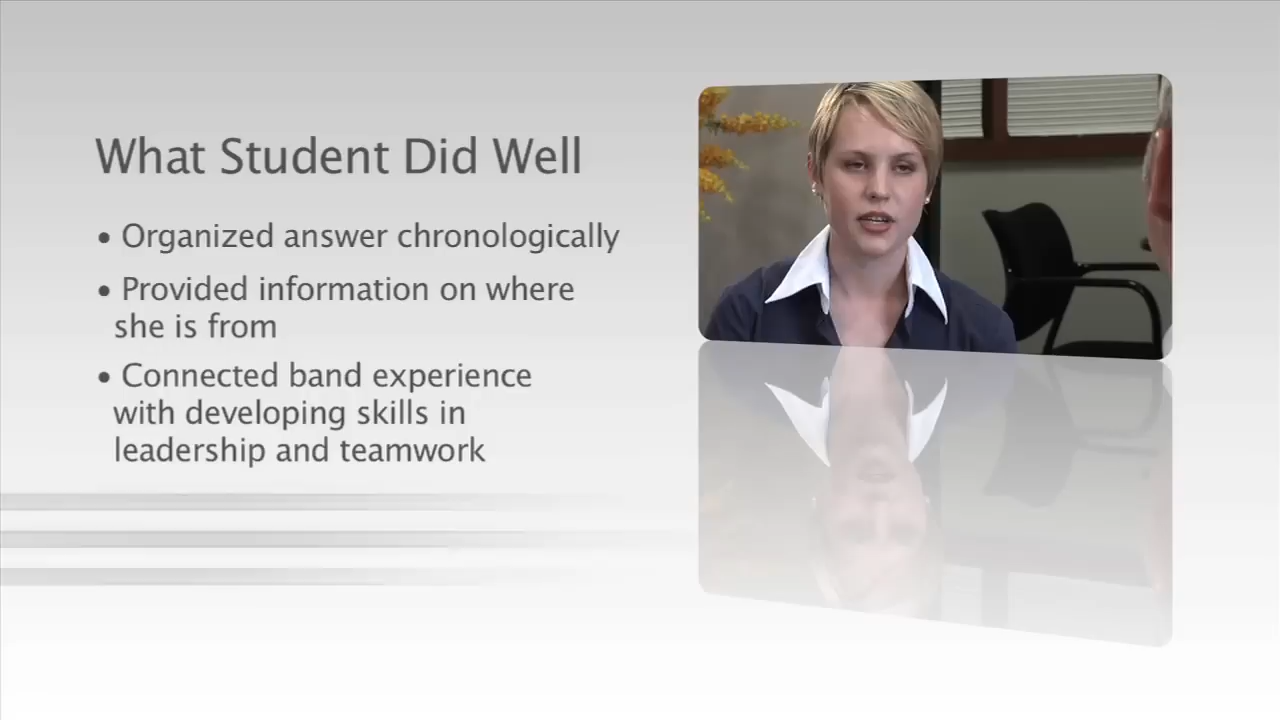 What Student Did Well
• Organized answer chronologically
• Provided information on where
she is from
• Connected band experience
with developing skills in
leadership and teamwork